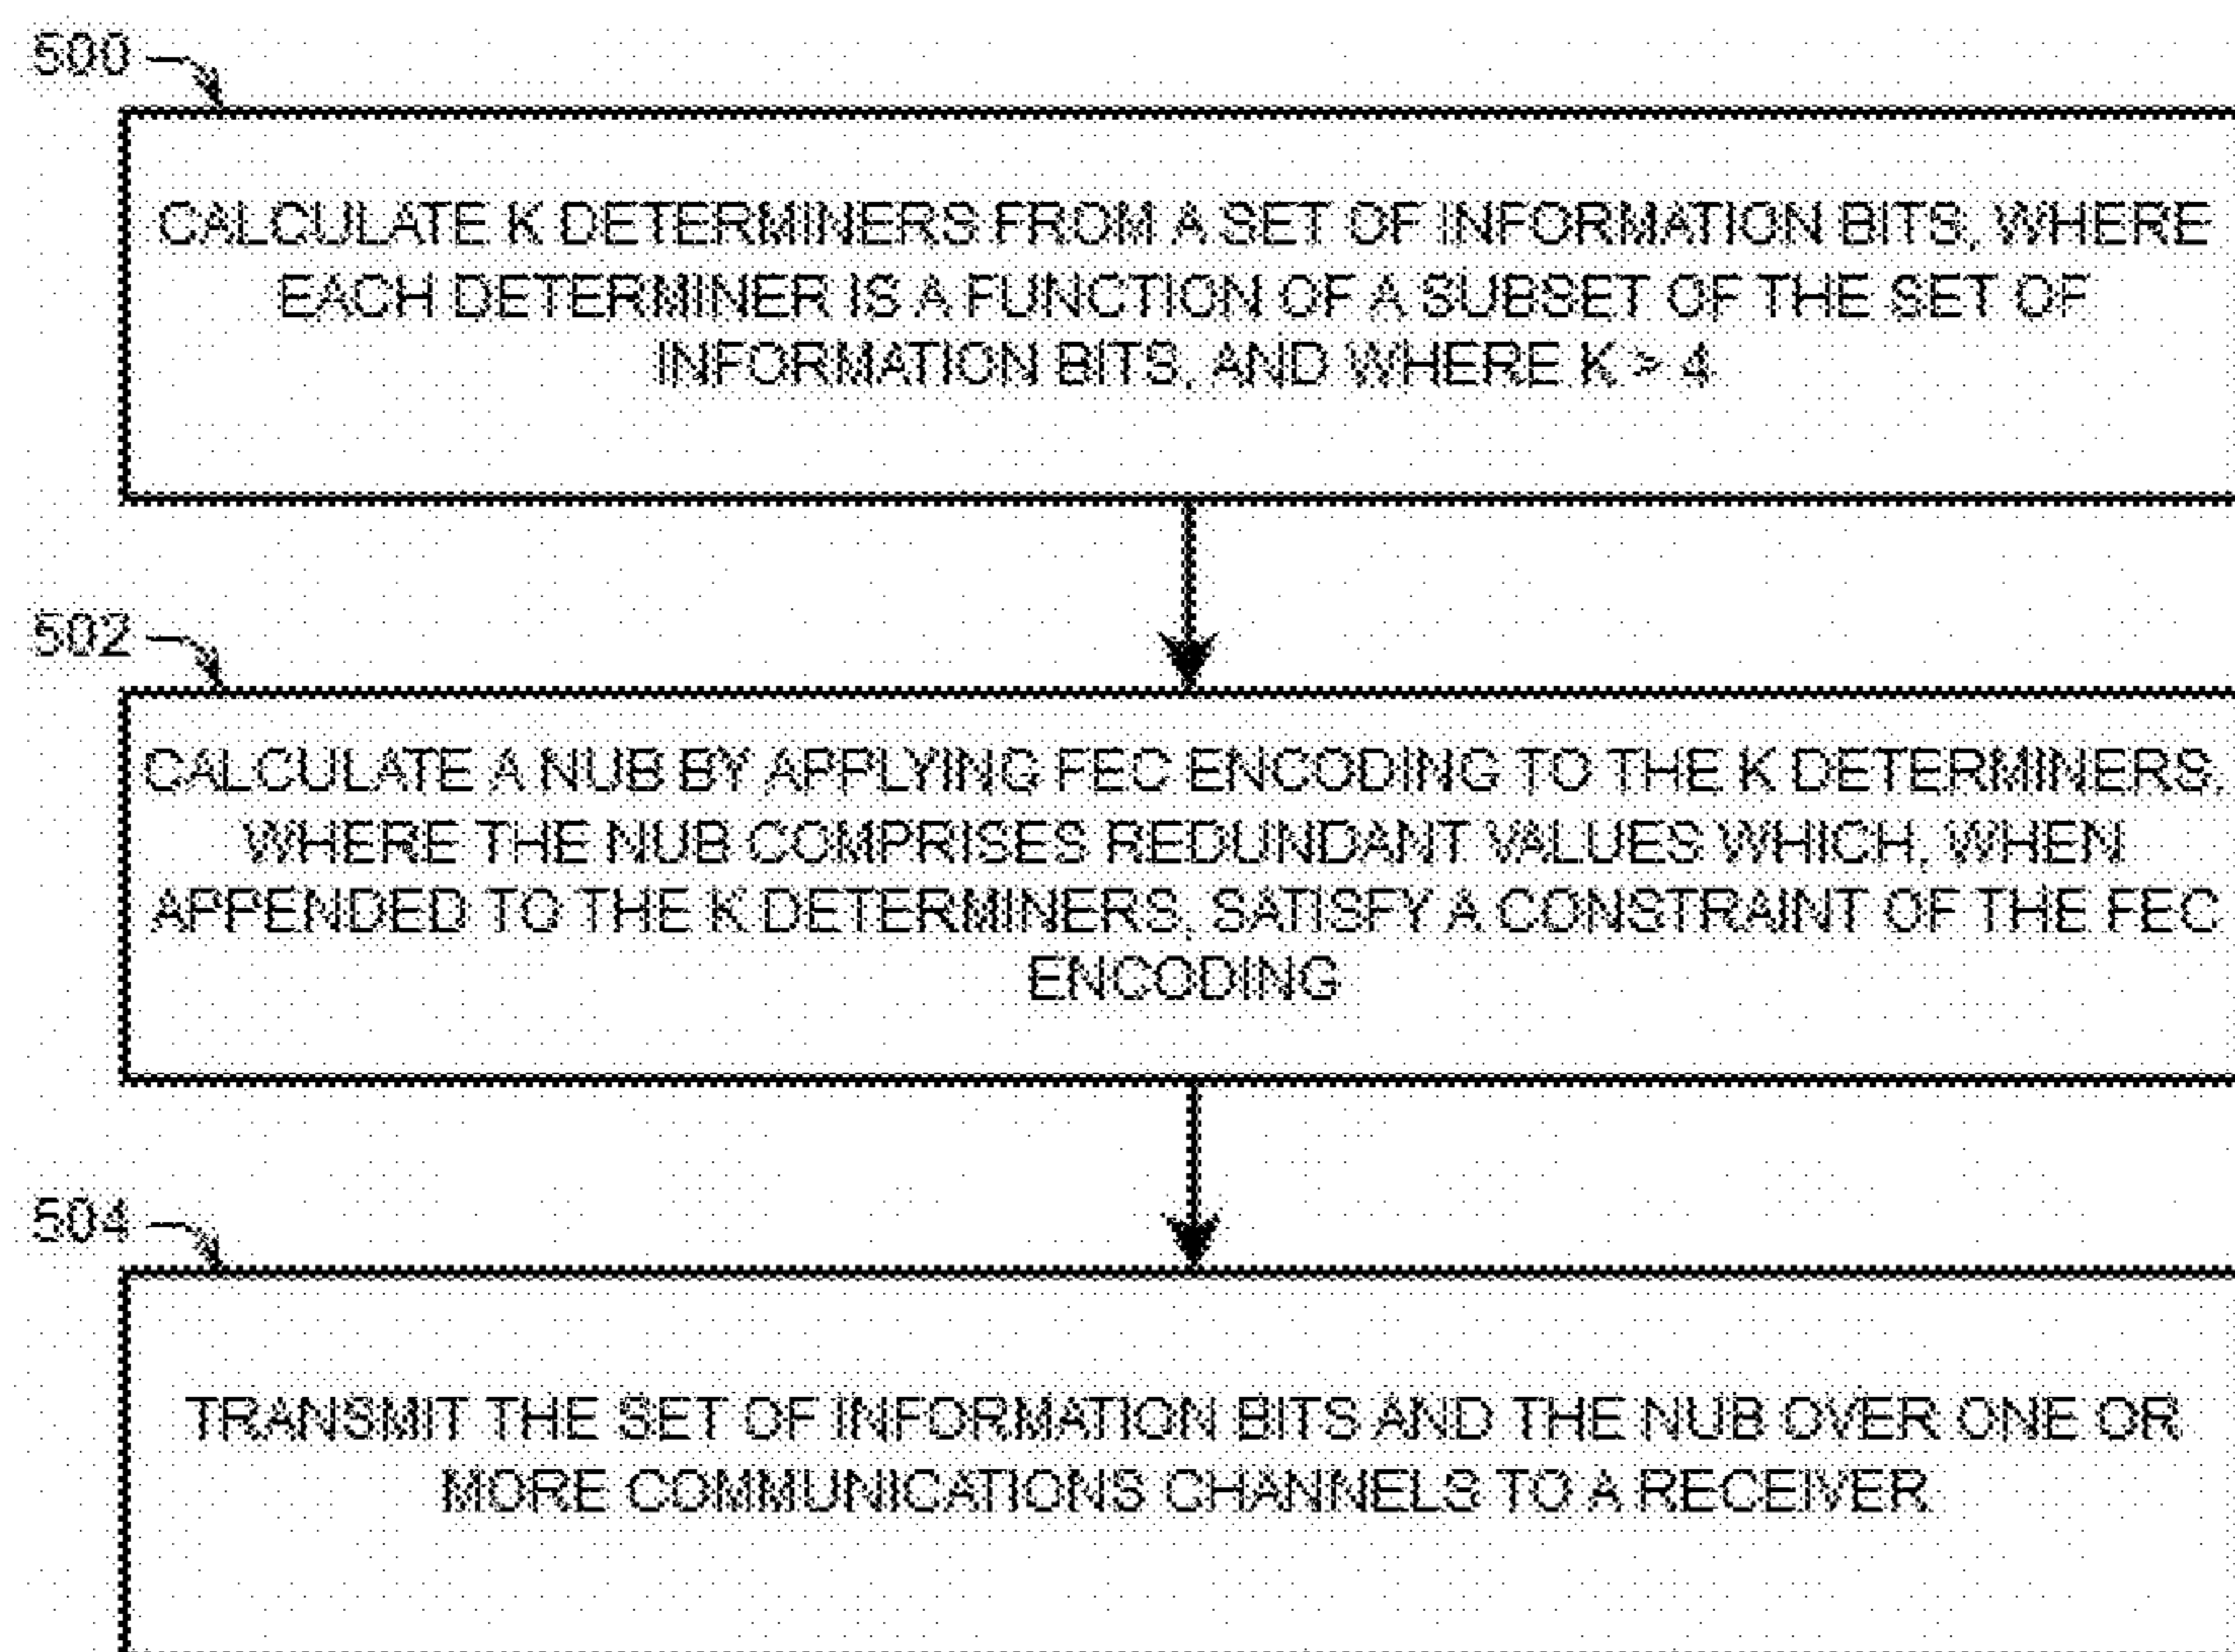 500
CALCULATE K DETERMINERS FROM A SET OF INFORMATION BITS, WHERE
EACH DETERMINER IS A FUNCTION OF A SUBSET OF THE SET OF
INFORMATION BITS, AND WHERE K > 4
502
CALCULATE A NUB BY APPLYING FEC ENCODING TO THE K DETERMINERS,
WHERE THE NUB COMPRISES REDUNDANT VALUES WHICH, WHEN
APPENDED TO THE K DETERMINERS, SATISFY A CONSTRAINT OF THE FEC
ENCODING
504
TRANSMIT THE SET OF INFORMATION BITS AND THE NUB OVER ONE OR
MORE COMMUNICATIONS CHANNELS TO A RECEIVER